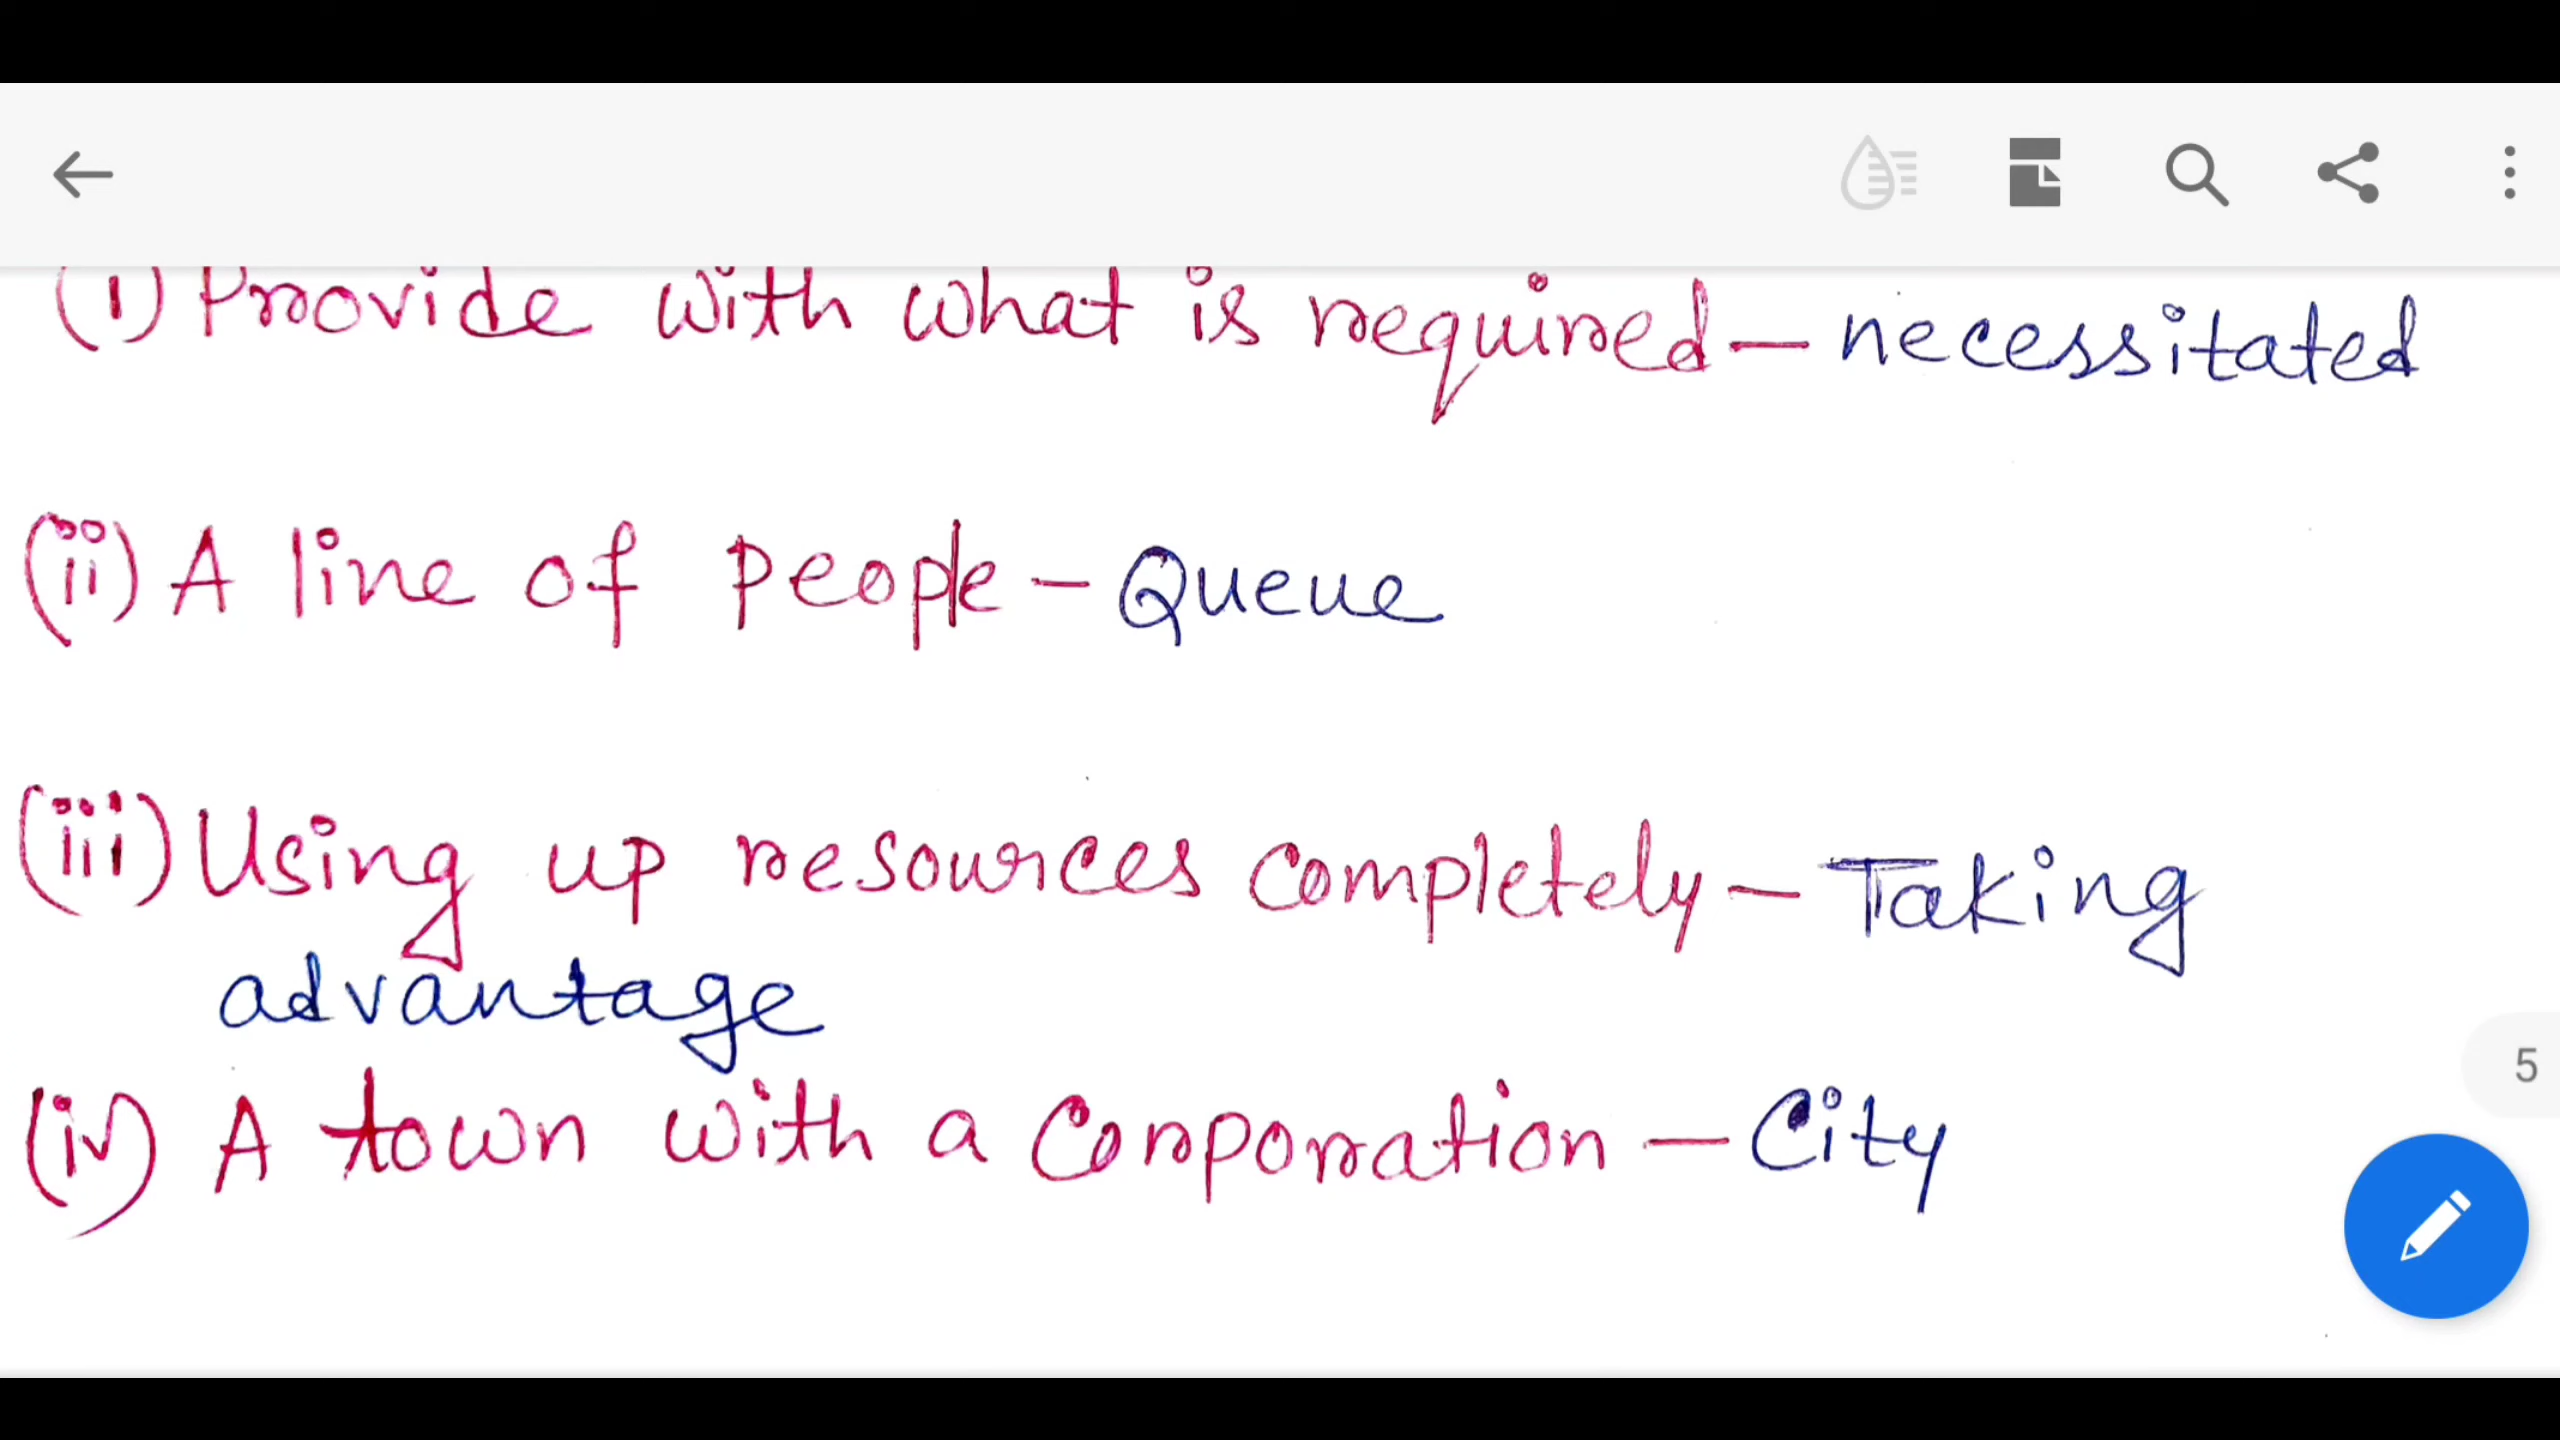 (i) Proovide with what is required - necessitated
(ii) A line of people - Queue
(iii) Using up resources completely - Taking
advantage
(iv) A town with a Corporation - City
5